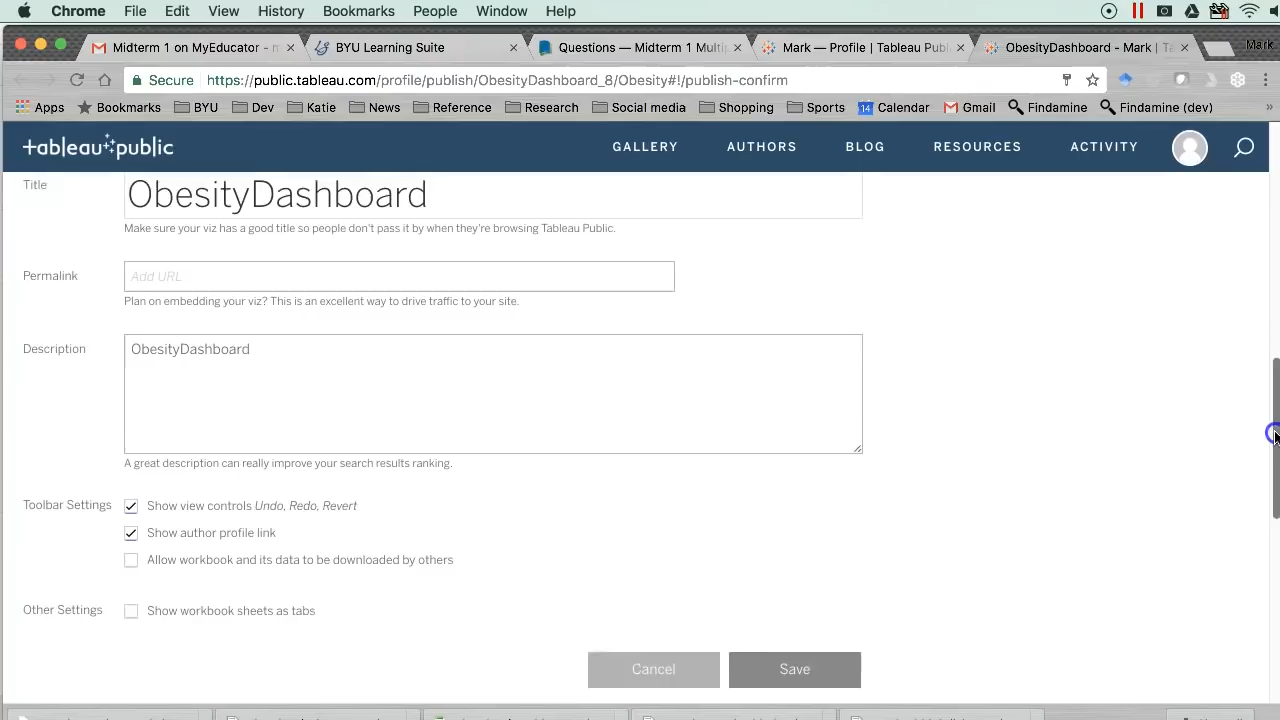 Chrome File Edit View History Bookmarks People Window Help
Midterm 1 on MyEducator - BYU Learning Suite Questions — Midterm 1 M Mark — Profile | Tableau Publ ObesityDashboard - Mark | Ta Mark
Secure https://public.tableau.com/profile/publish/ObesityDashboard_8/Obesity#!/publish-confirm
Apps Bookmarks BYU Dev Katie News Reference Research Social media Shopping Sports 14 Calendar Gmail Findamine Findamine (dev) »
+ableau+public GALLERY AUTHORS BLOG RESOURCES ACTIVITY
Title ObesityDashboard
Make sure your viz has a good title so people don't pass it by when they're browsing Tableau Public.
Permalink Add URL
Plan on embedding your viz? This is an excellent way to drive traffic to your site.
Description ObesityDashboard
A great description can really improve your search results ranking.
Toolbar Settings Show view controls Undo, Redo, Revert
Show author profile link
Allow workbook and its data to be downloaded by others
Other Settings Show workbook sheets as tabs
Cancel Save